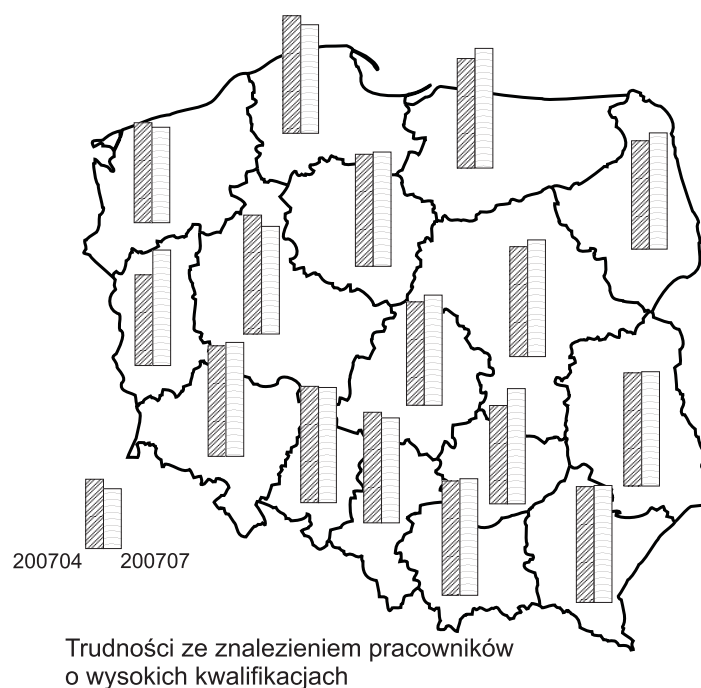 200704 200707
Trudności ze znalezieniem pracowników
o wysokich kwalifikacjach